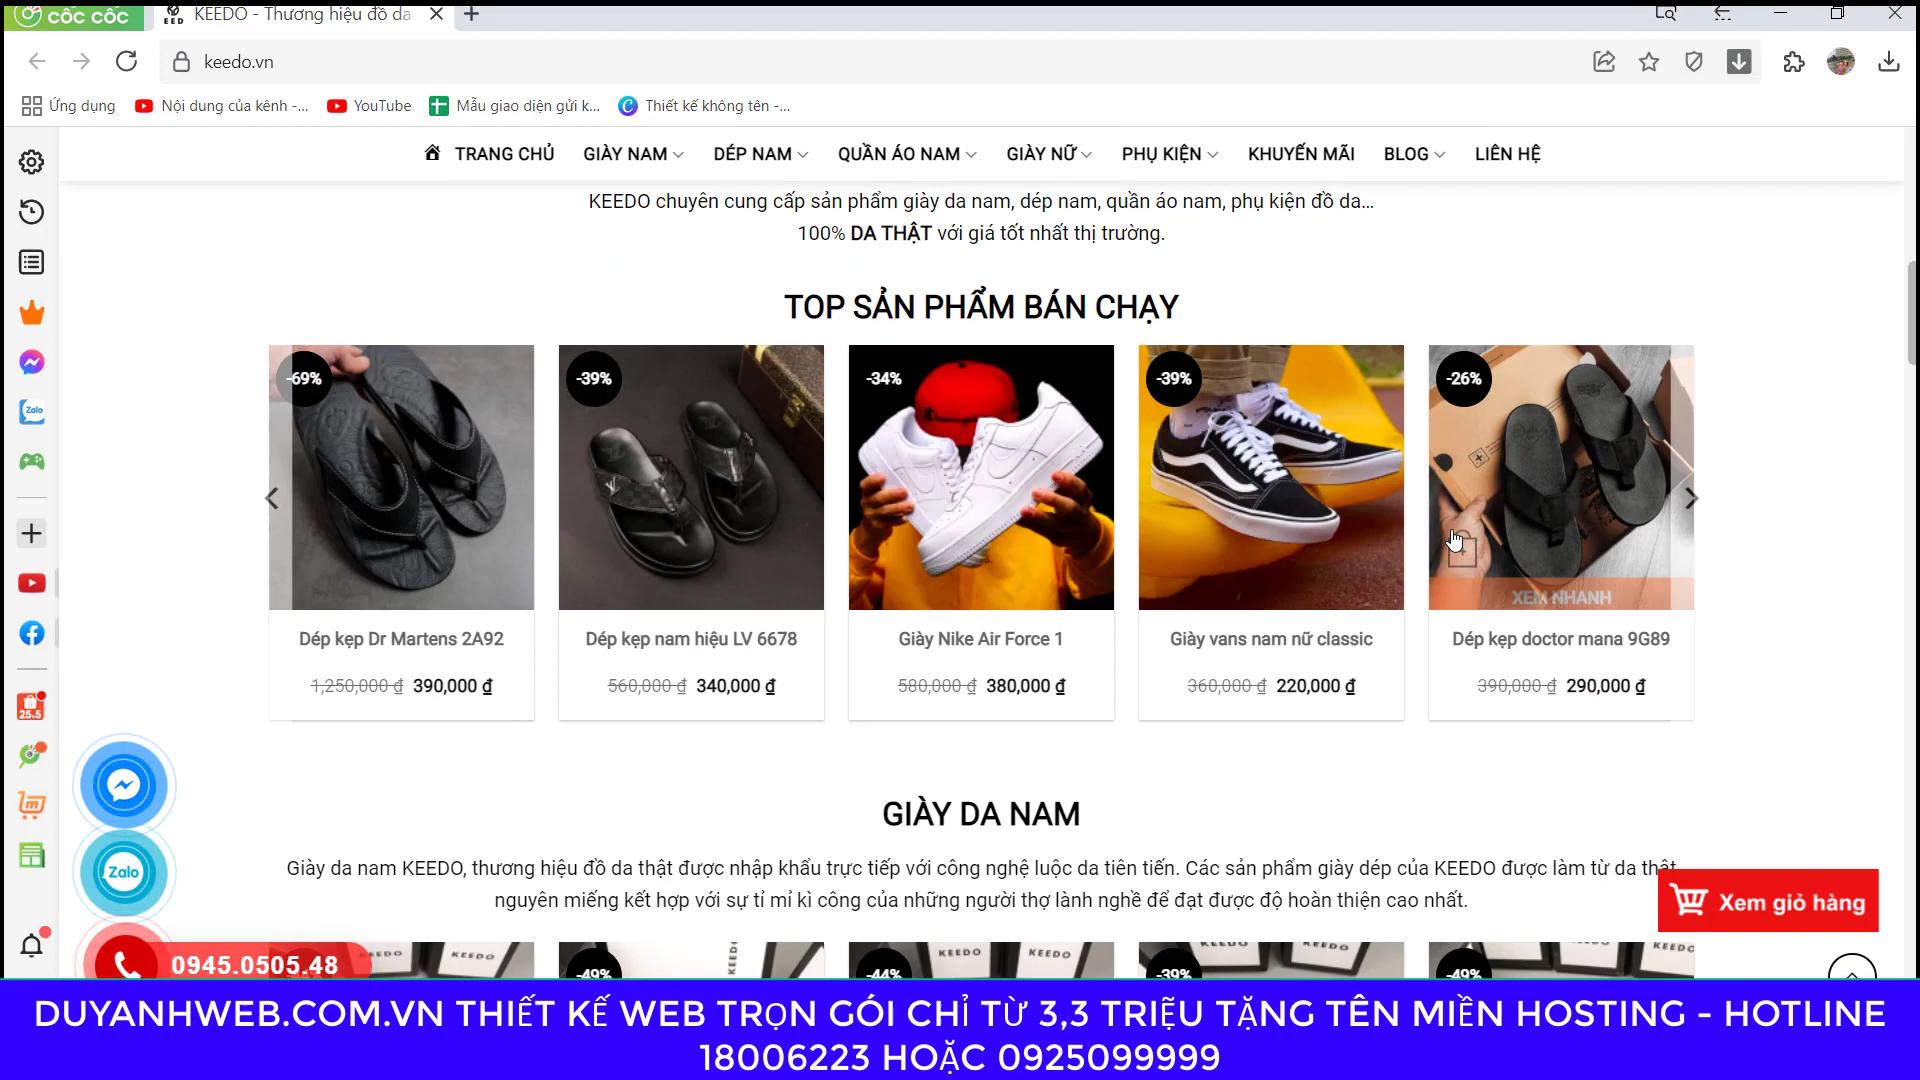 CỐC CỐC
KEEDO - Thương hiệu đồ da
keedo.vn
Ứng dụng
Nội dung của kênh -...
YouTube
Mẫu giao diện gửi k...
Thiết kế không tên -...
TRANG CHỦ
GIÀY NAM
DÉP NAM
QUẦN ÁO NAM
GIÀY NỮ
PHỤ KIỆN
KHUYẾN MÃI
BLOG
LIÊN HỆ
KEEDO chuyên cung cấp sản phẩm giày da nam, dép nam, quần áo nam, phụ kiện đồ da...
100% DA THẬT với giá tốt nhất thị trường.
TOP SẢN PHẨM BÁN CHẠY
-69%
-39%
-34%
-39%
-26%
XEM NHANH
Dép kẹp Dr Martens 2A92
Dép kẹp nam hiệu LV 6678
Giày Nike Air Force 1
Giày vans nam nữ classic
Dép kẹp doctor mana 9G89
1,250,000 ₫ 390,000 ₫
560,000 ₫ 340,000 ₫
580,000 ₫ 380,000 ₫
360,000 ₫ 220,000 ₫
390,000 ₫ 290,000 ₫
Zalo
25.5
GIÀY DA NAM
Giày da nam KEEDO, thương hiệu đồ da thật được nhập khẩu trực tiếp với công nghệ luộc da tiên tiến. Các sản phẩm giày dép của KEEDO được làm từ da thật
nguyên miếng kết hợp với sự tỉ mỉ kì công của những người thợ lành nghề để đạt được độ hoàn thiện cao nhất.
Zalo
Xem giỏ hàng
0945.0505.48
KEEDO
KEEDO
KEEDO
KEEDO
-49%
-44%
-39%
-49%
DUYANHWEB.COM.VN THIẾT KẾ WEB TRỌN GÓI CHỈ TỪ 3,3 TRIỆU TẶNG TÊN MIỀN HOSTING - HOTLINE
18006223 HOẶC 0925099999